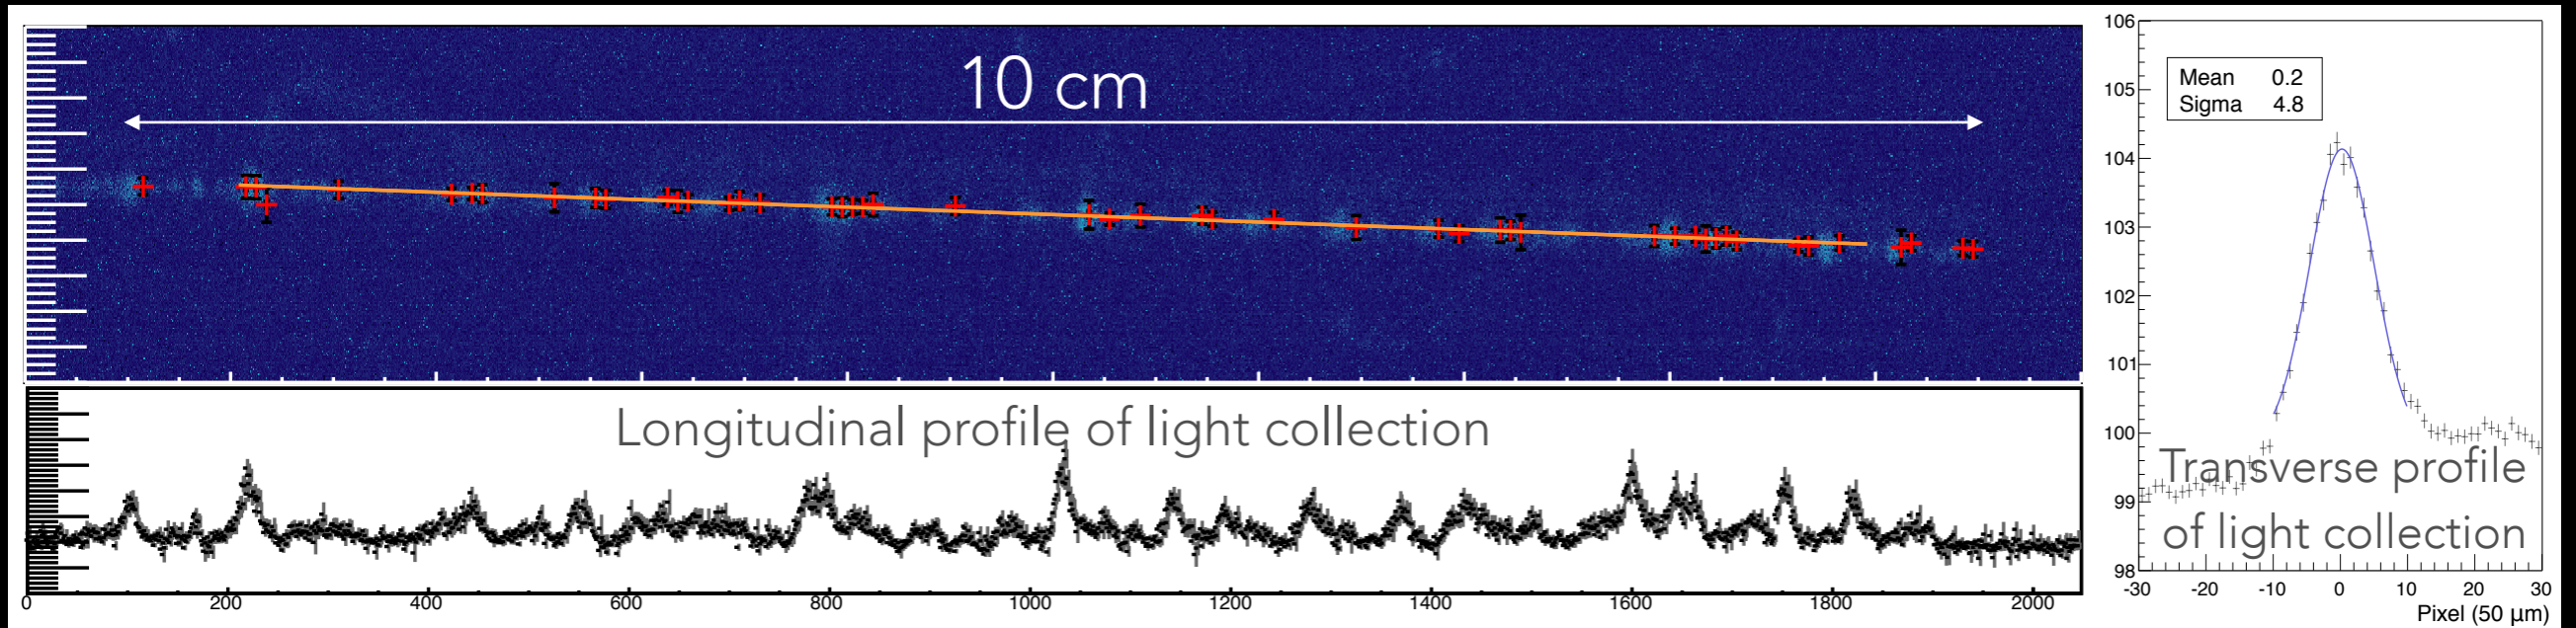 10 cm
Longitudinal profile of light collection
0 200 400 600 800 1000 1200 1400 1600 1800 2000
106
105
104
103
102
101
100
99
98
Mean 0.2
Sigma 4.8
Transverse profile
of light collection
-30 -20 -10 0 10 20 30
Pixel (50 µm)